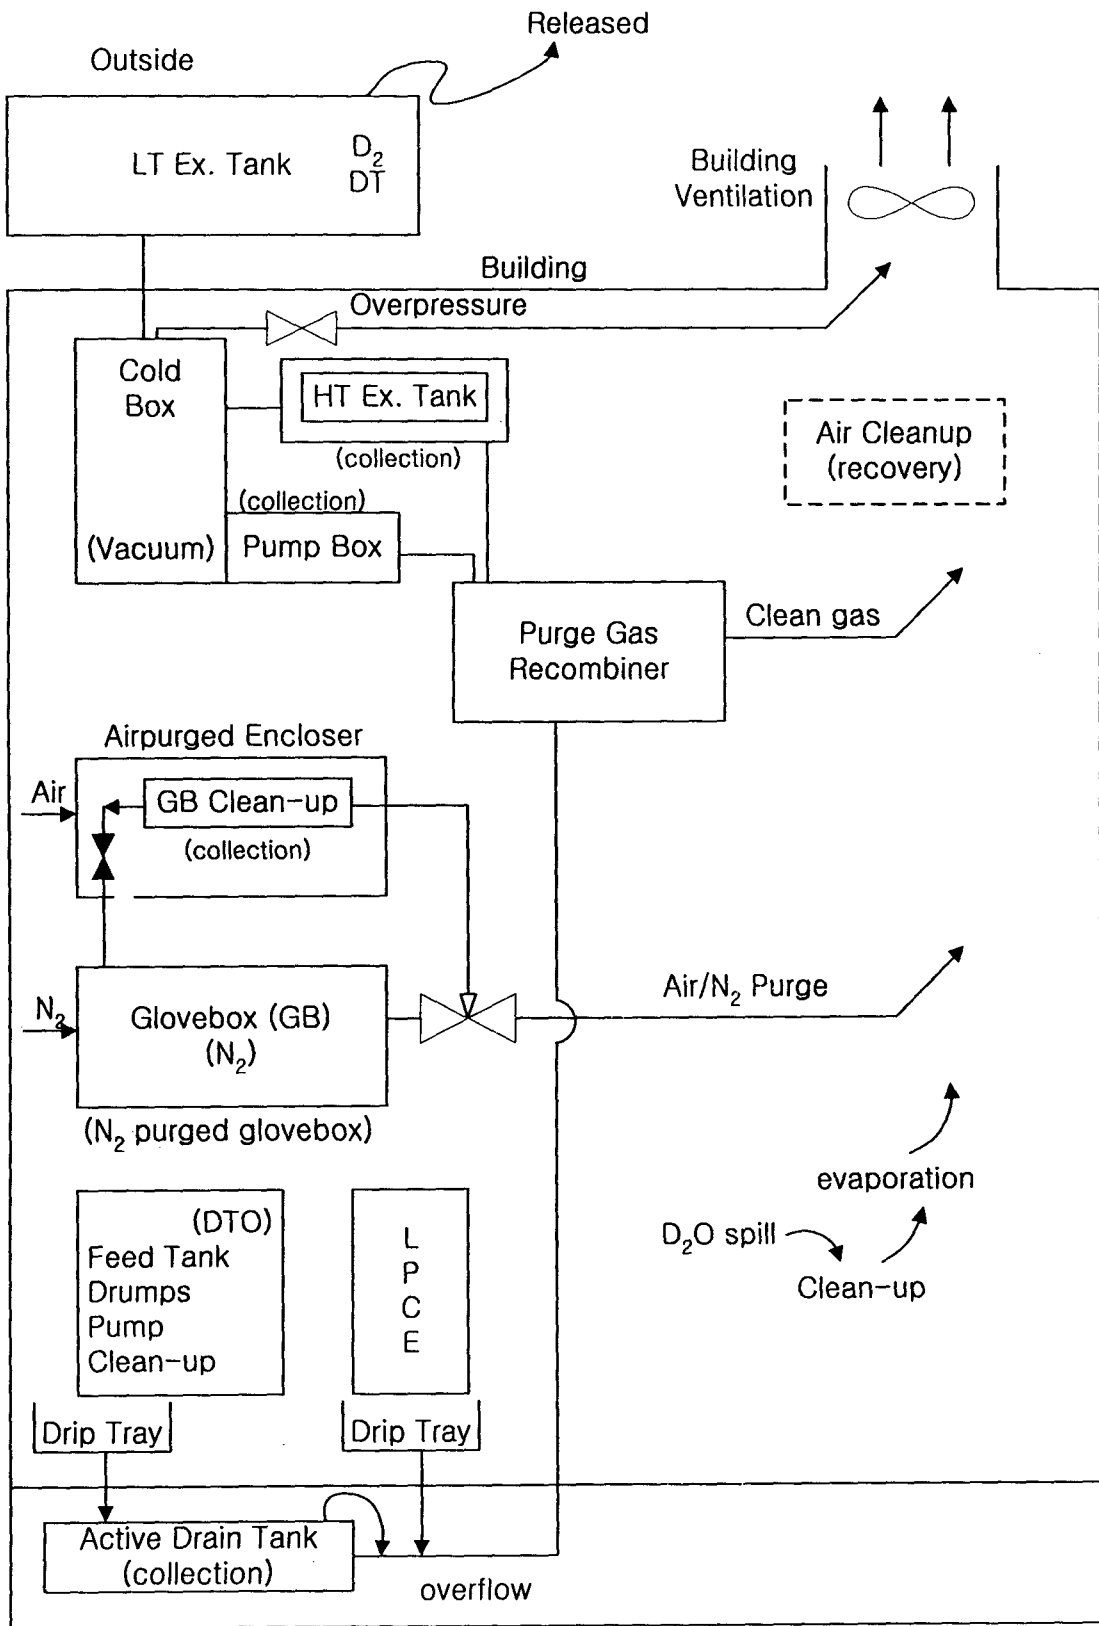 Released
Outside
LT Ex. Tank
D₂
DT
Building
Ventilation
Building
Overpressure
Cold
Box
(Vacuum)
HT Ex. Tank
(collection)
(collection)
Pump Box
Air Cleanup
(recovery)
Purge Gas
Recombiner
Clean gas
Airpurged Encloser
Air
GB Clean-up
(collection)
N₂
Glovebox (GB)
(N₂)
(N₂ purged glovebox)
Air/N₂ Purge
evaporation
D₂O spill
Clean-up
(DTO)
Feed Tank
Drumps
Pump
Clean-up
L
P
C
E
Drip Tray
Drip Tray
Active Drain Tank
(collection)
overflow